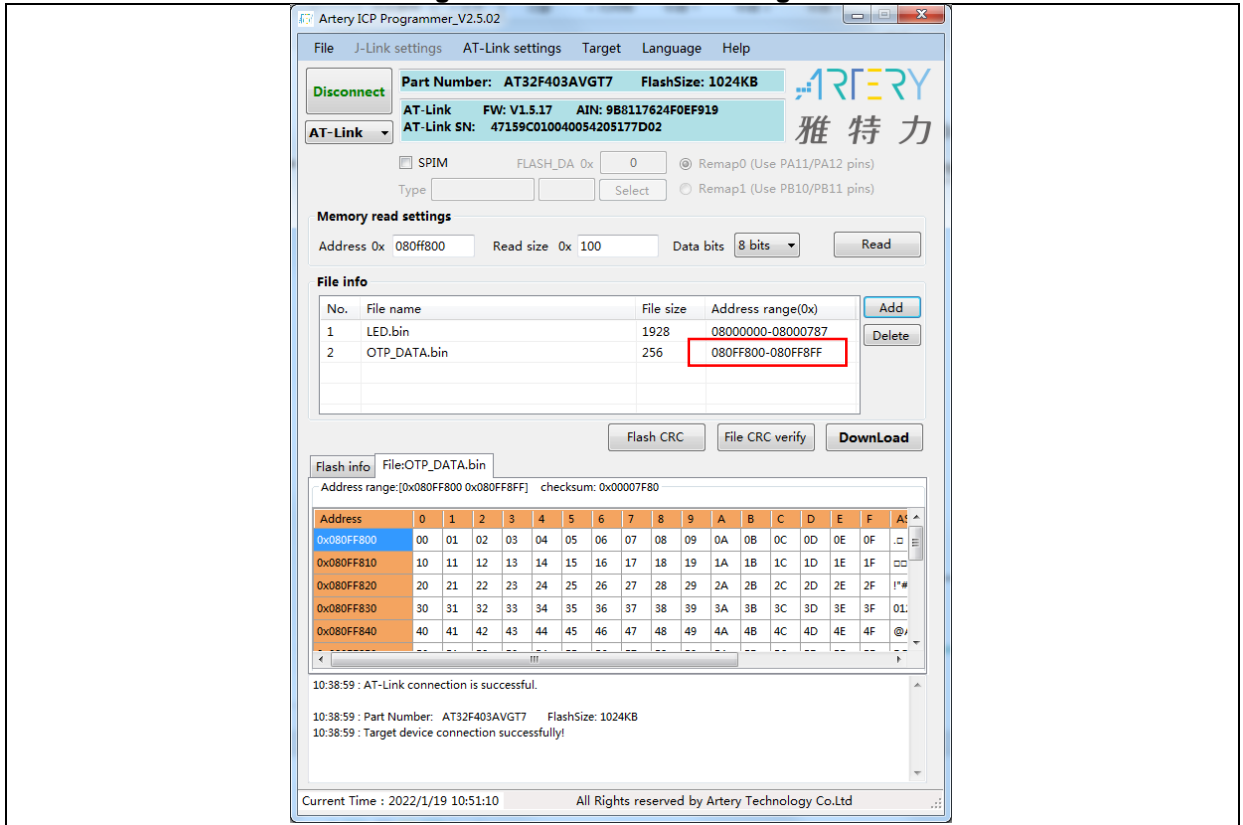 Artery ICP Programmer_V2.5.02
File J-Link settings AT-Link settings Target Language Help
Disconnect
Part Number: AT32F403AVGT7 FlashSize: 1024KB
AT-Link FW: V1.5.17 AIN: 9B8117624F0EF919
AT-Link SN: 47159C010040054205177D02
AT-Link
ARTERY
雅特力
SPIM FLASH_DA 0x 0 Remap0 (Use PA11/PA12 pins)
Type Select Remap1 (Use PB10/PB11 pins)
Memory read settings
Address 0x 080ff800 Read size 0x 100 Data bits 8 bits Read
File info
No. File name File size Address range(0x) Add
1 LED.bin 1928 08000000-08000787
Delete
2 OTP_DATA.bin 256 080FF800-080FF8FF
Flash CRC File CRC verify DownLoad
Flash info File:OTP_DATA.bin
Address range:[0x080FF800 0x080FF8FF] checksum: 0x00007F80
Address 0 1 2 3 4 5 6 7 8 9 A B C D E F
0x080FF800 00 01 02 03 04 05 06 07 08 09 0A 0B 0C 0D 0E 0F
0x080FF810 10 11 12 13 14 15 16 17 18 19 1A 1B 1C 1D 1E 1F
0x080FF820 20 21 22 23 24 25 26 27 28 29 2A 2B 2C 2D 2E 2F !"#
0x080FF830 30 31 32 33 34 35 36 37 38 39 3A 3B 3C 3D 3E 3F 01
0x080FF840 40 41 42 43 44 45 46 47 48 49 4A 4B 4C 4D 4E 4F @
10:38:59 : AT-Link connection is successful.
10:38:59 : Part Number: AT32F403AVGT7 FlashSize: 1024KB
10:38:59 : Target device connection successfully!
Current Time : 2022/1/19 10:51:10 All Rights reserved by Artery Technology Co.Ltd